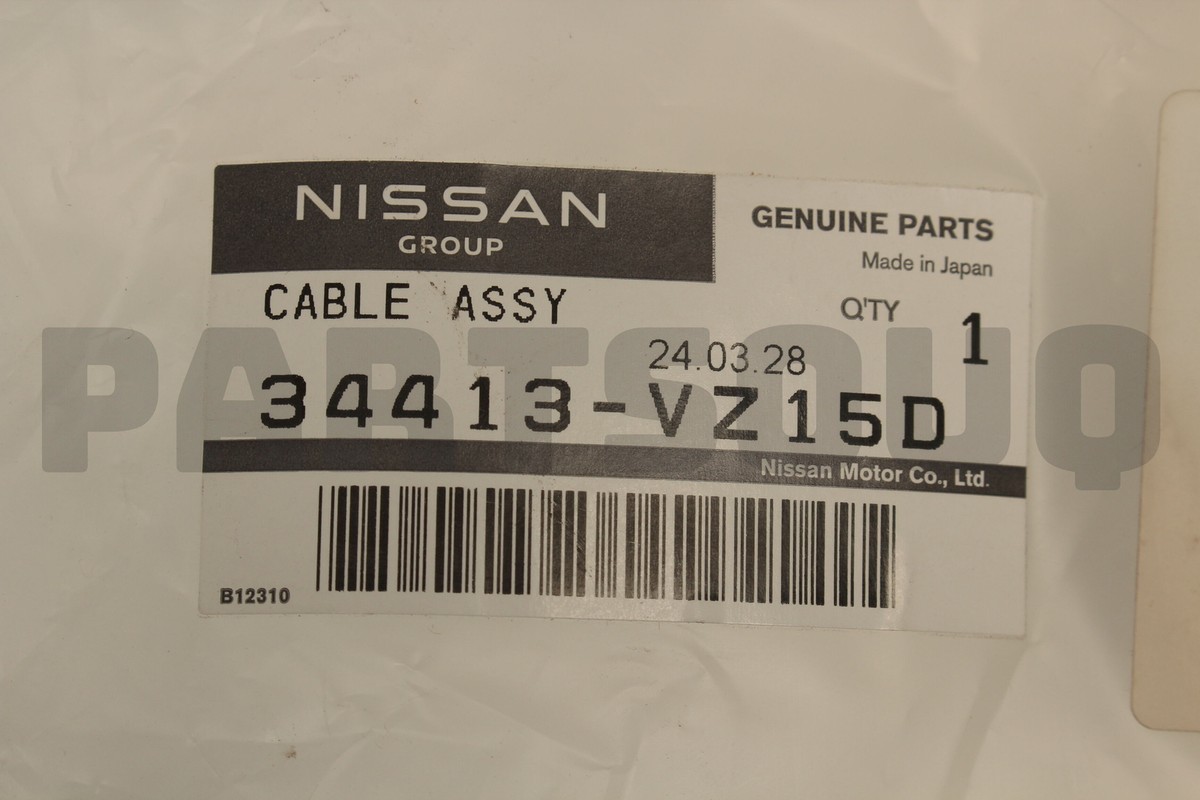 NISSAN
GROUP
GENUINE PARTS
Made in Japan
CABLE ASSY
Q'TY 1
24.03.28
34413-VZ15D
Nissan Motor Co., Ltd.
B12310
PARTSOUQ